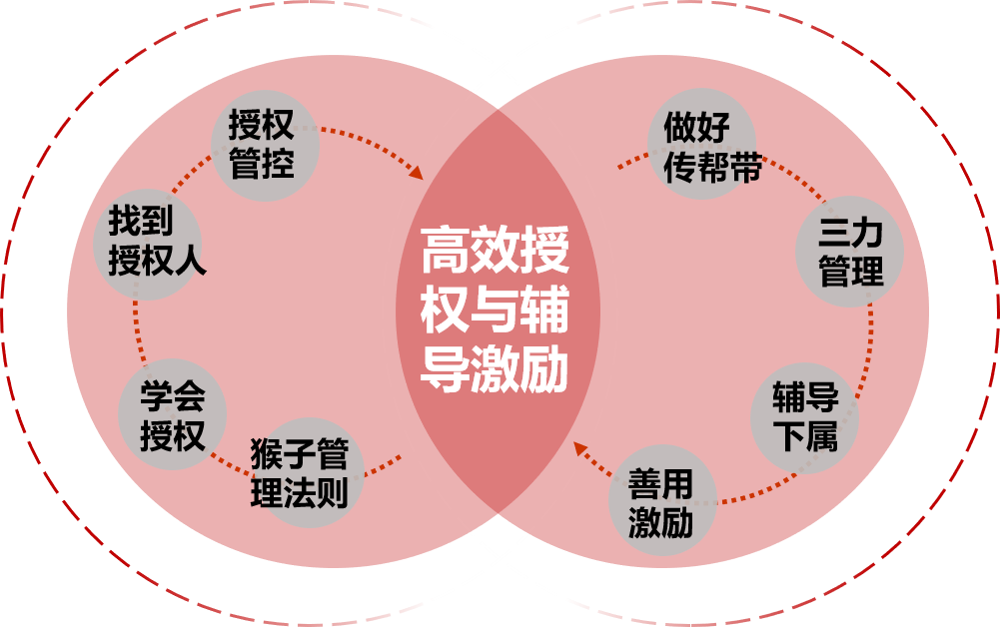 授权
管控
找到
授权人
学会
授权
猴子管
理法则
高效授
权与辅
导激励
做好
传帮带
三力
管理
辅导
下属
善用
激励